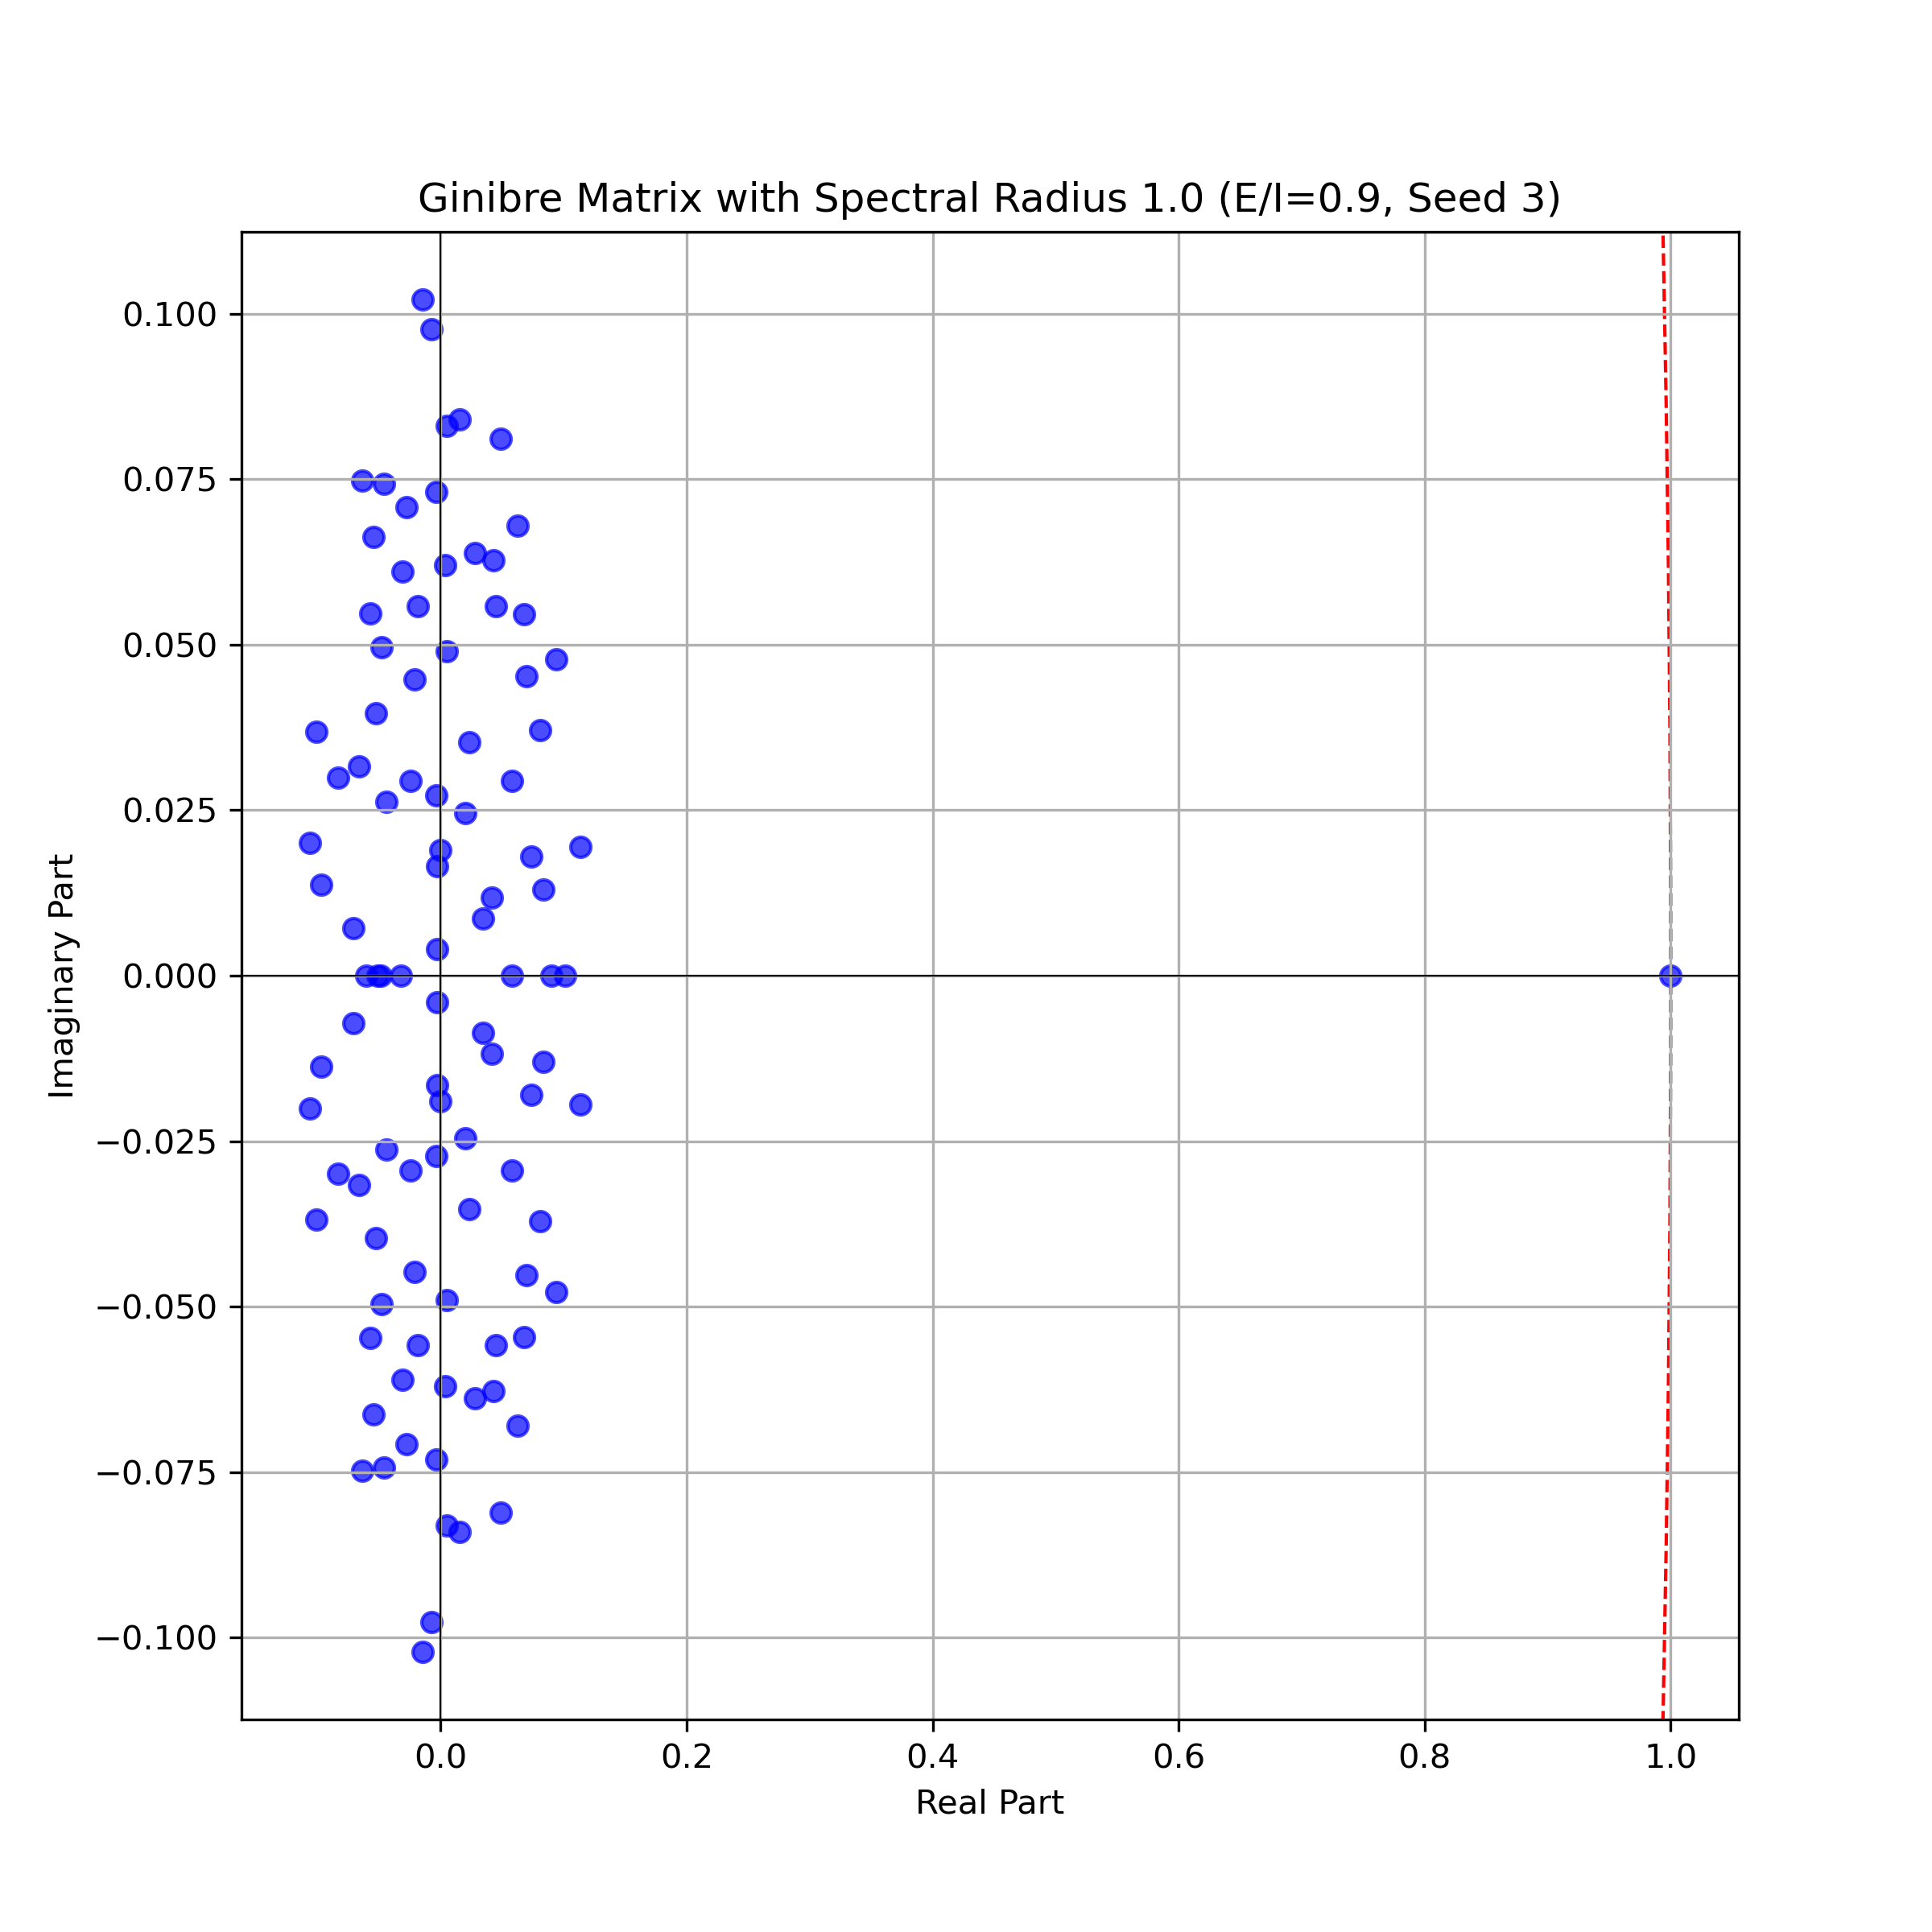 Ginibre Matrix with Spectral Radius 1.0 (E/I=0.9, Seed 3)
0.100
0.075
0.050
0.025
0.000
−0.025
−0.050
−0.075
−0.100
Imaginary Part
0.0 0.2 0.4 0.6 0.8 1.0
Real Part